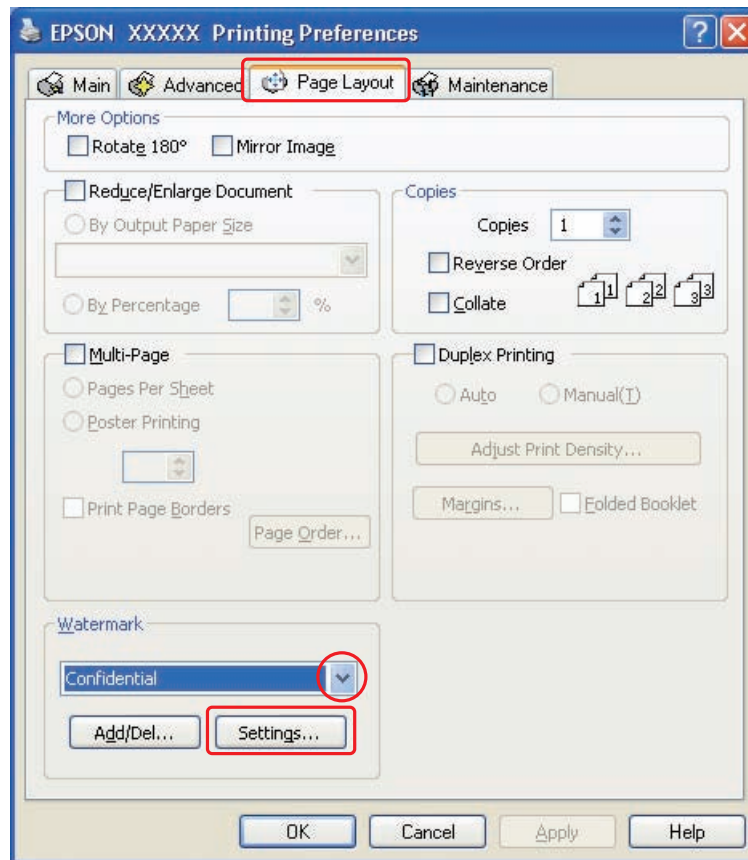 EPSON XXXXX Printing Preferences
Main Advanced Page Layout Maintenance
More Options
Rotate 180° Mirror Image
Reduce/Enlarge Document
By Output Paper Size
By Percentage %
Copies
Copies 1
Reverse Order
Collate
1 1 2 2 3 3
Multi-Page
Pages Per Sheet
Poster Printing
Print Page Borders
Page Order...
Duplex Printing
Auto Manual(T)
Adjust Print Density...
Margins... Folded Booklet
Watermark
Confidential
Add/Del... Settings...
OK Cancel Apply Help